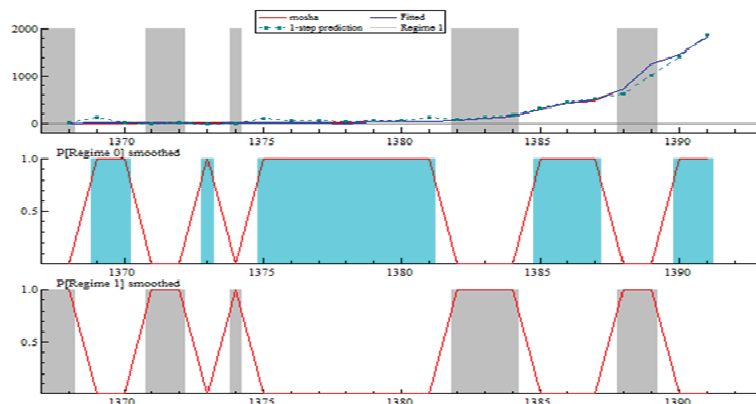 mosha Fitted
1-step prediction Regime 1
2000
1000
0
1370 1375 1380 1385 1390
P[Regime 0] smoothed
1.0
0.5
1370 1375 1380 1385 1390
P[Regime 1] smoothed
1.0
0.5
1370 1375 1380 1385 1390